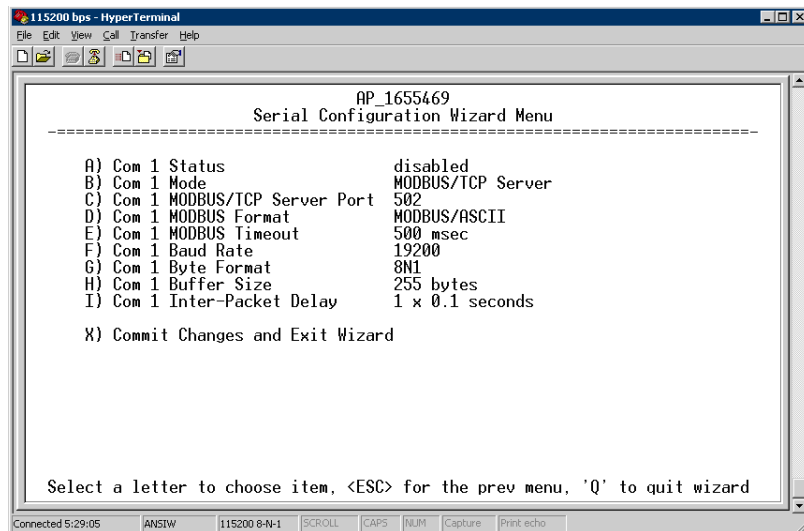 115200 bps - HyperTerminal
File Edit View Call Transfer Help
AP_1655469
Serial Configuration Wizard Menu
-==========================================================================-
A) Com 1 Status disabled
B) Com 1 Mode MODBUS/TCP Server
C) Com 1 MODBUS/TCP Server Port 502
D) Com 1 MODBUS Format MODBUS/ASCII
E) Com 1 MODBUS Timeout 500 msec
F) Com 1 Baud Rate 19200
G) Com 1 Byte Format 8N1
H) Com 1 Buffer Size 255 bytes
I) Com 1 Inter-Packet Delay 1 x 0.1 seconds
X) Commit Changes and Exit Wizard
Select a letter to choose item, <ESC> for the prev menu, 'Q' to quit wizard
Connected 5:29:05 ANSIW 115200 8-N-1 SCROLL CAPS NUM Capture Print echo